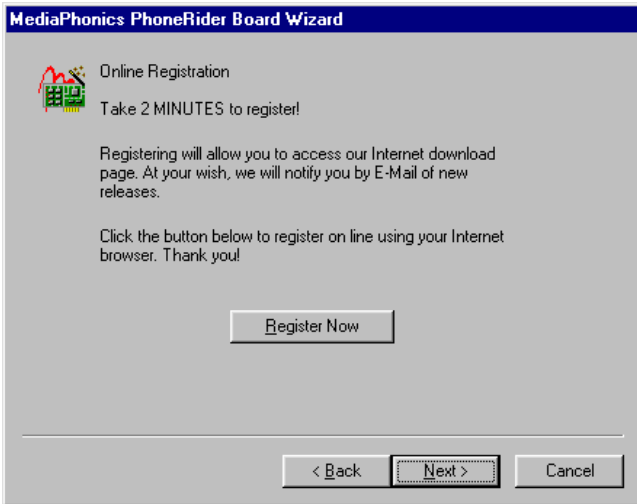 MediaPhonics PhoneRider Board Wizard
Online Registration
Take 2 MINUTES to register!
Registering will allow you to access our Internet download
page. At your wish, we will notify you by E-Mail of new
releases.
Click the button below to register on line using your Internet
browser. Thank you!
Register Now
< Back Next > Cancel